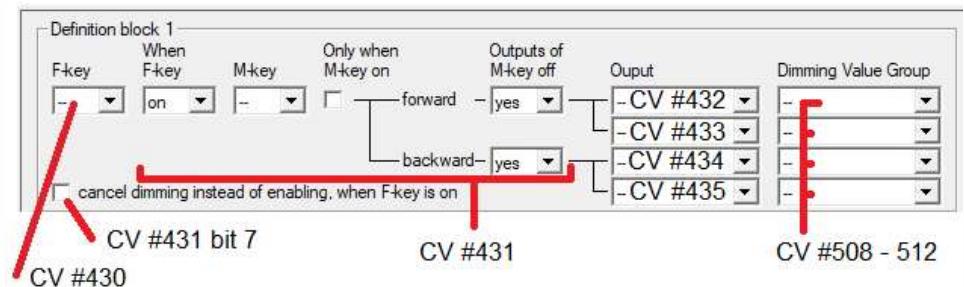 Definition block 1
When Only when Outputs of
F-key F-key M-key M-key on M-key off Ouput Dimming Value Group
-- on -- forward - yes -- CV #432 --
-- CV #433 --
backward- yes -- CV #434 --
-- CV #435 --
cancel dimming instead of enabling, when F-key is on
CV #431 bit 7 CV #431 CV #508 - 512
CV #430